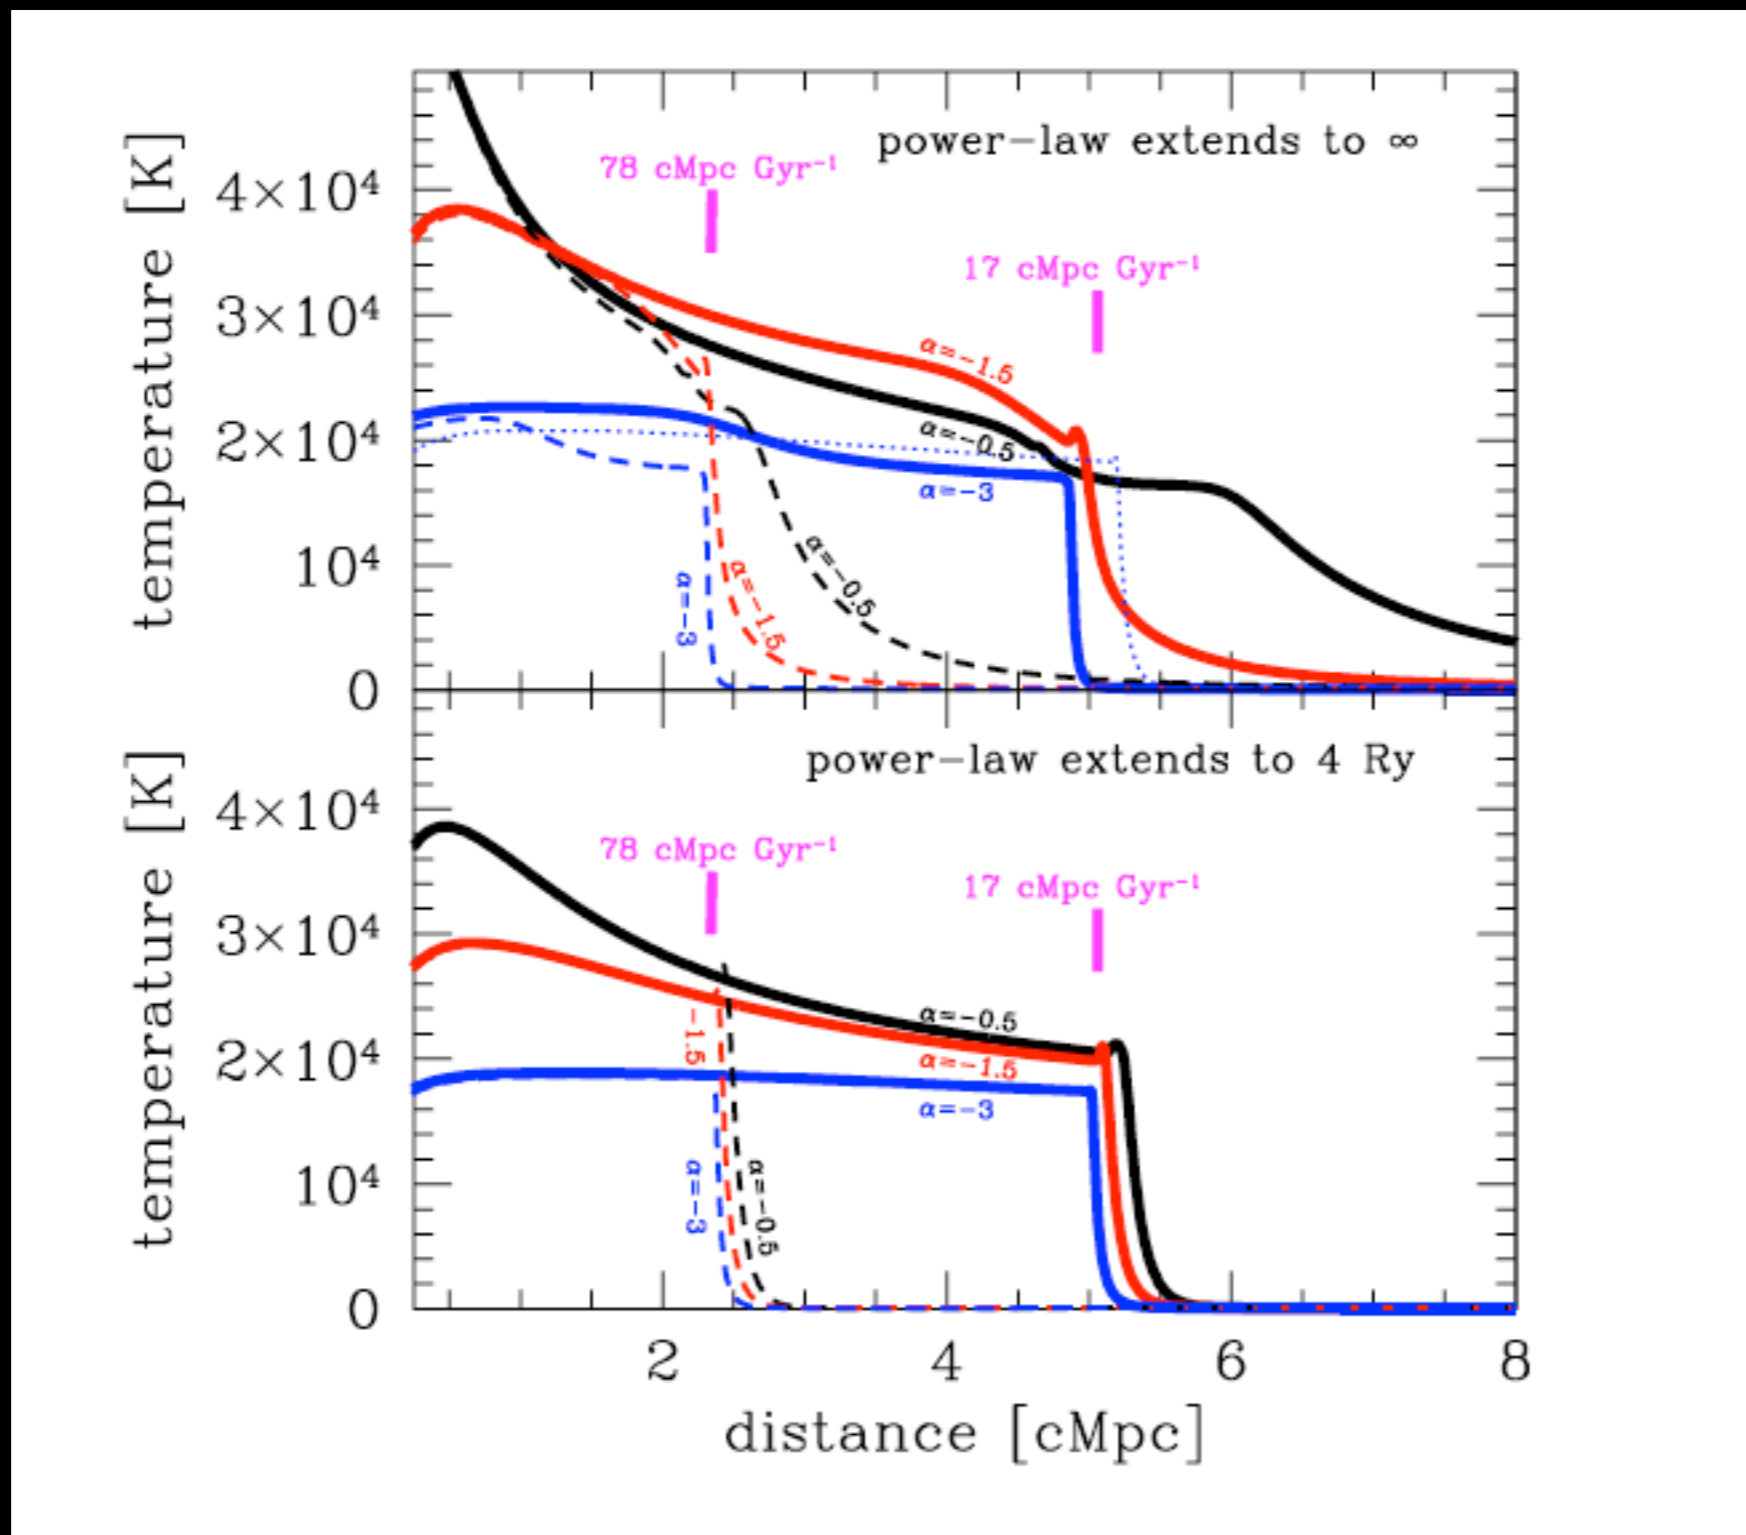 power-law extends to ∞
78 cMpc Gyr⁻¹
17 cMpc Gyr⁻¹
temperature [K]
4×10⁴
3×10⁴
2×10⁴
10⁴
0
α=-1.5
α=-0.5
α=-3
α=-3
α=-1.5
α=-0.5
power-law extends to 4 Ry
78 cMpc Gyr⁻¹
17 cMpc Gyr⁻¹
temperature [K]
4×10⁴
3×10⁴
2×10⁴
10⁴
0
α=-0.5
α=-1.5
α=-3
-1.5
α=-3
α=-0.5
2 4 6 8
distance [cMpc]